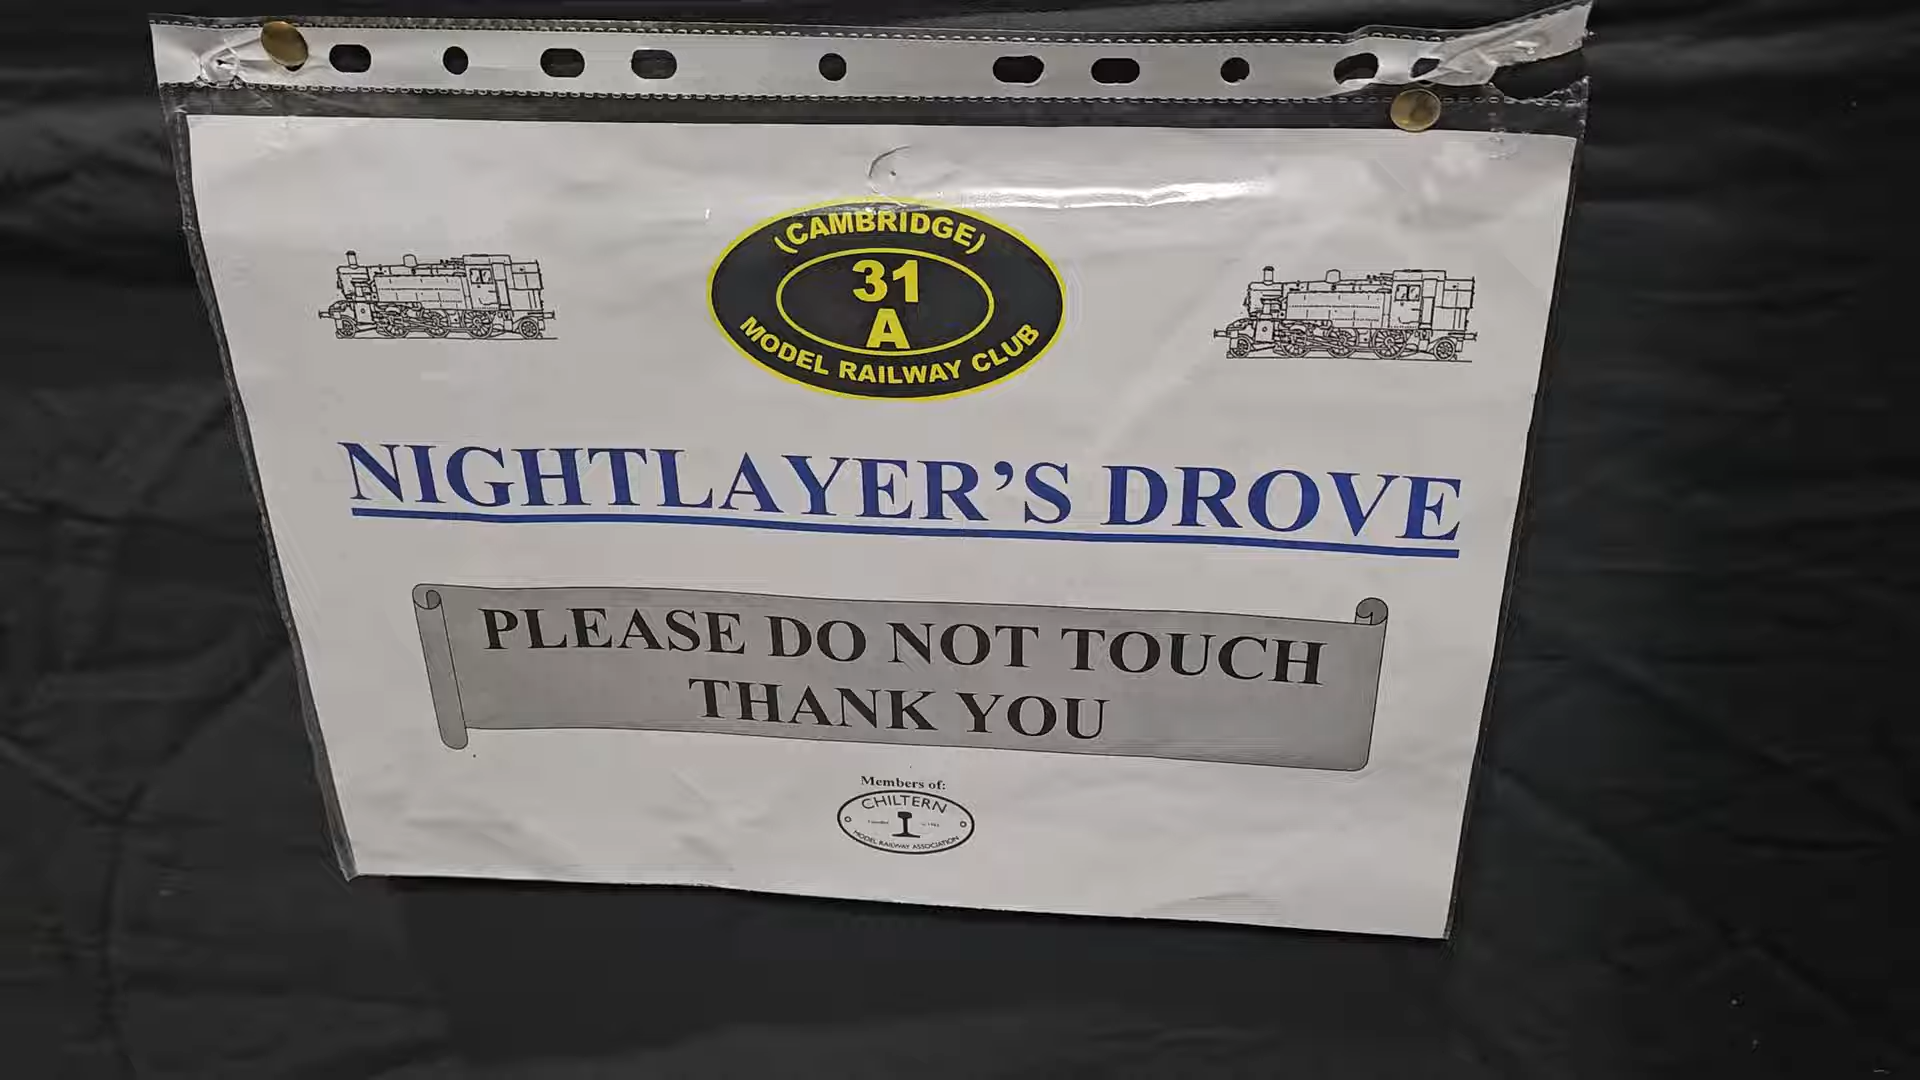 (CAMBRIDGE)
31
A
MODEL RAILWAY CLUB
NIGHTLAYER’S DROVE
PLEASE DO NOT TOUCH
THANK YOU
Members of:
CHILTERN
MODEL RAILWAY ASSOCIATION